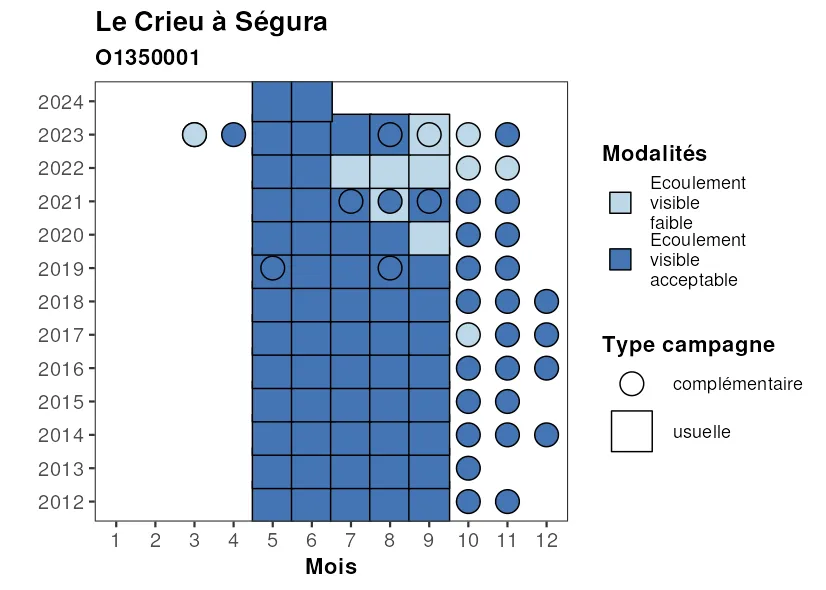 Le Crieu à Ségura
O1350001
2024
2023
2022
2021
2020
2019
2018
2017
2016
2015
2014
2013
2012
1 2 3 4 5 6 7 8 9 10 11 12
Mois
Modalités
Ecoulement
visible
faible
Ecoulement
visible
acceptable
Type campagne
complémentaire
usuelle